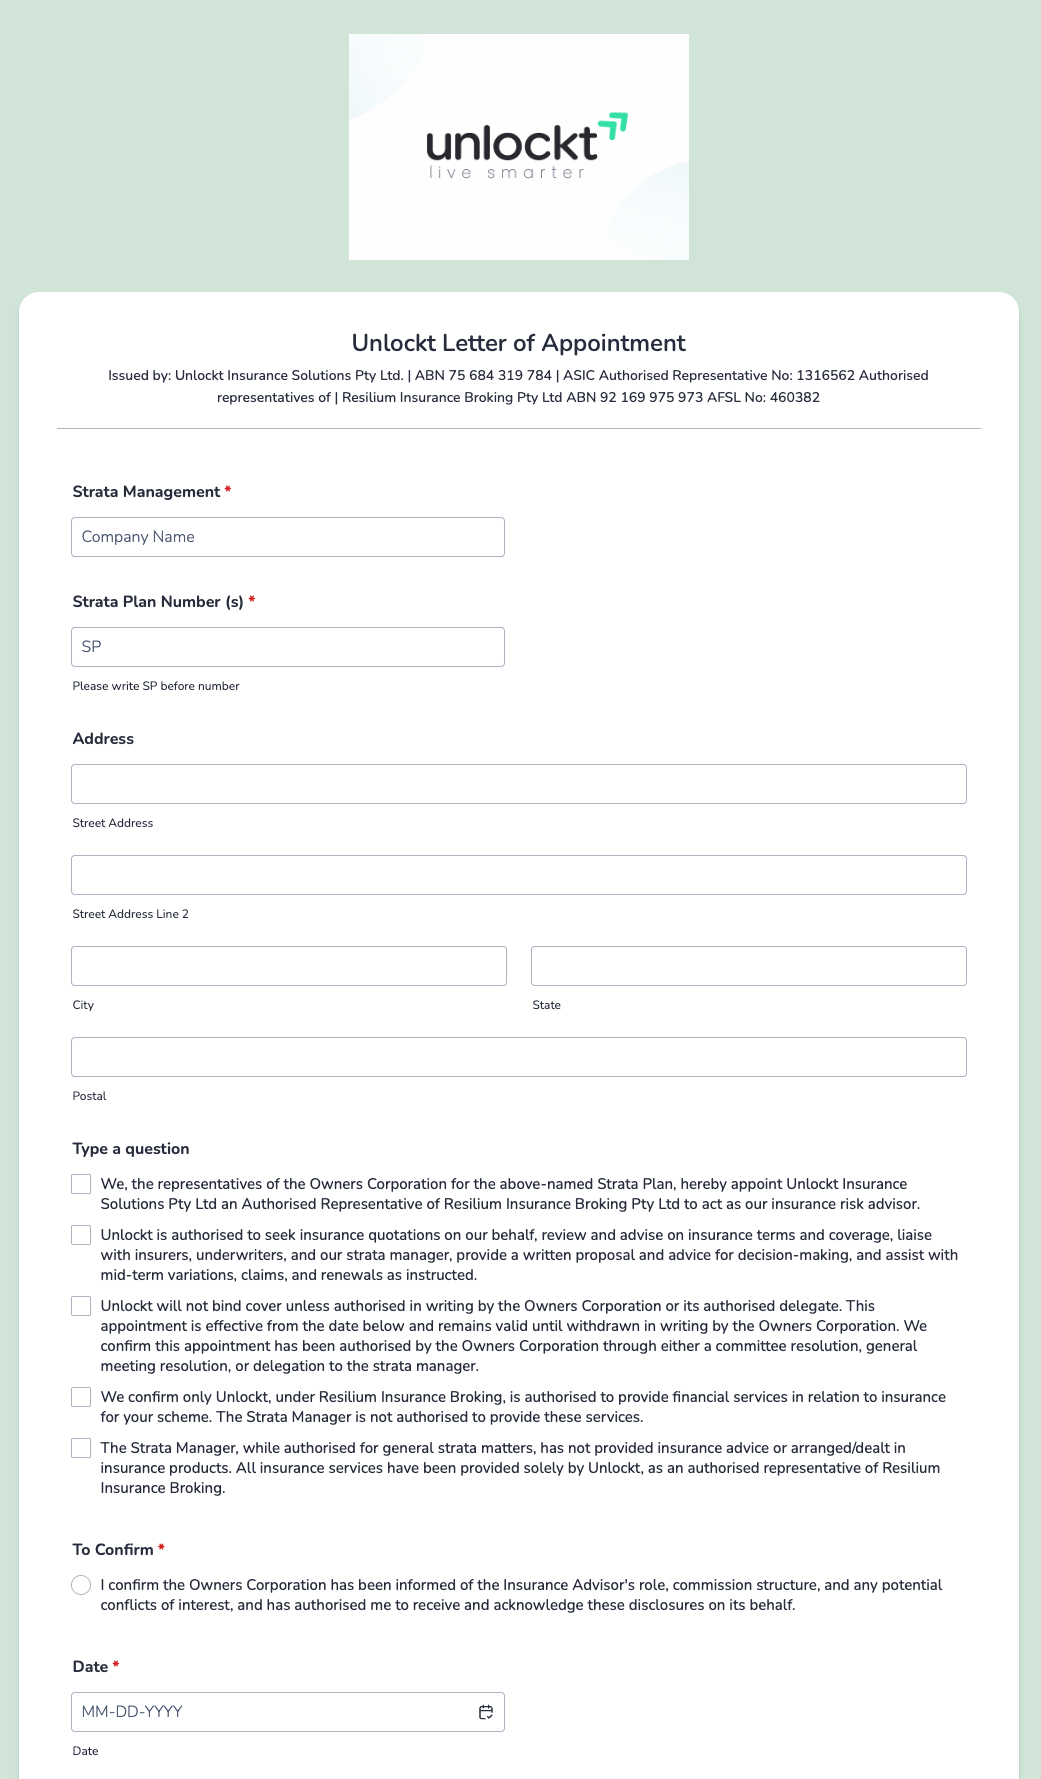 unlockt
live smarter
Unlockt Letter of Appointment
Issued by: Unlockt Insurance Solutions Pty Ltd. | ABN 75 684 319 784 | ASIC Authorised Representative No: 1316562 Authorised
representatives of | Resilium Insurance Broking Pty Ltd ABN 92 169 975 973 AFSL No: 460382
Strata Management *
Company Name
Strata Plan Number (s) *
SP
Please write SP before number
Address
Street Address
Street Address Line 2
City State
Postal
Type a question
We, the representatives of the Owners Corporation for the above-named Strata Plan, hereby appoint Unlockt Insurance
Solutions Pty Ltd an Authorised Representative of Resilium Insurance Broking Pty Ltd to act as our insurance risk advisor.
Unlockt is authorised to seek insurance quotations on our behalf, review and advise on insurance terms and coverage, liaise
with insurers, underwriters, and our strata manager, provide a written proposal and advice for decision-making, and assist with
mid-term variations, claims, and renewals as instructed.
Unlockt will not bind cover unless authorised in writing by the Owners Corporation or its authorised delegate. This
appointment is effective from the date below and remains valid until withdrawn in writing by the Owners Corporation. We
confirm this appointment has been authorised by the Owners Corporation through either a committee resolution, general
meeting resolution, or delegation to the strata manager.
We confirm only Unlockt, under Resilium Insurance Broking, is authorised to provide financial services in relation to insurance
for your scheme. The Strata Manager is not authorised to provide these services.
The Strata Manager, while authorised for general strata matters, has not provided insurance advice or arranged/dealt in
insurance products. All insurance services have been provided solely by Unlockt, as an authorised representative of Resilium
Insurance Broking.
To Confirm *
I confirm the Owners Corporation has been informed of the Insurance Advisor's role, commission structure, and any potential
conflicts of interest, and has authorised me to receive and acknowledge these disclosures on its behalf.
Date *
MM-DD-YYYY
Date